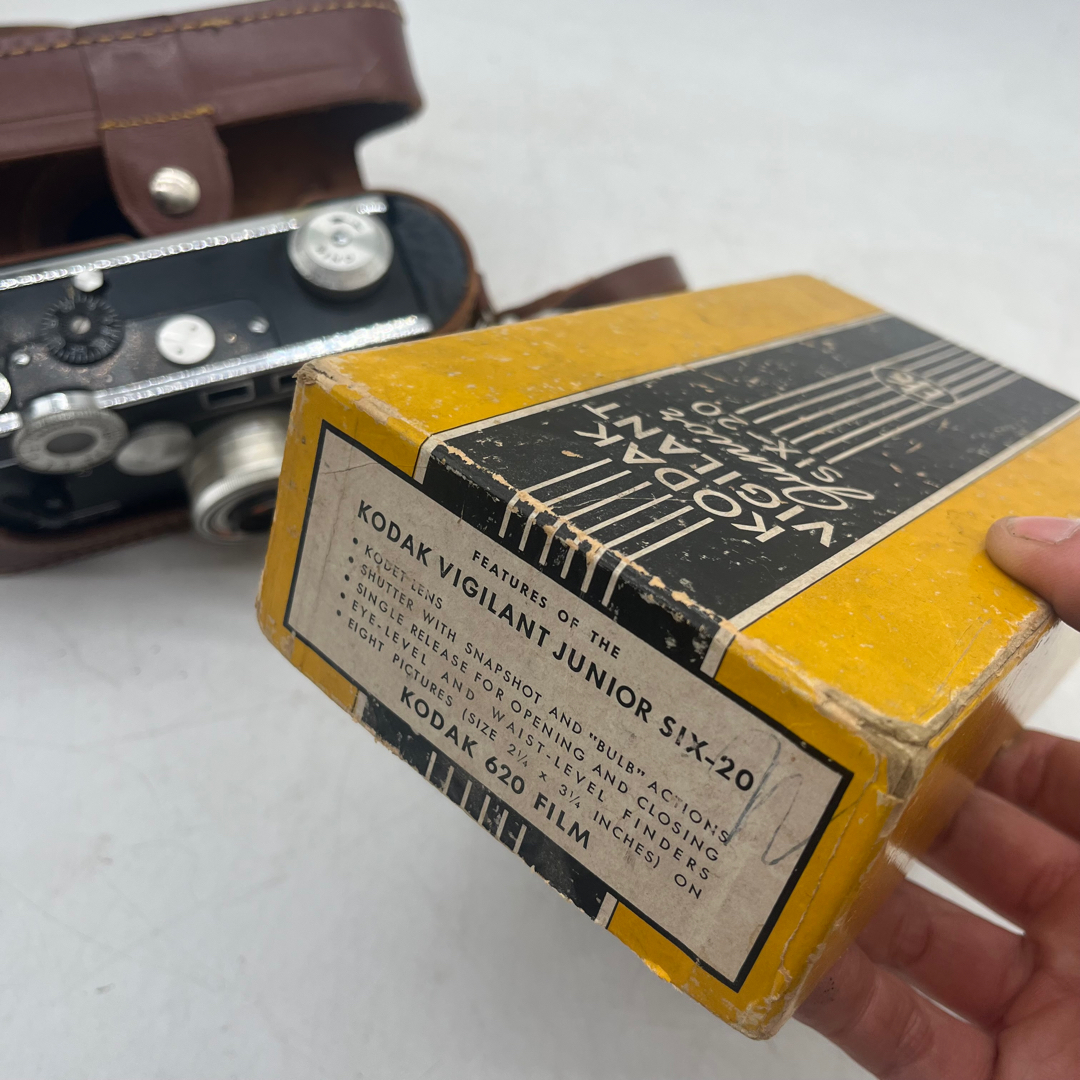 KODAK
VIGILANT
Junior
SIX-20
FEATURES OF THE
KODAK VIGILANT JUNIOR SIX-20
• KODET LENS
• SHUTTER WITH SNAPSHOT AND "BULB" ACTIONS
• SINGLE RELEASE FOR OPENING AND CLOSING
• EYE-LEVEL AND WAIST-LEVEL FINDERS
EIGHT PICTURES (SIZE 2¼ x 3¼ INCHES) ON
KODAK 620 FILM